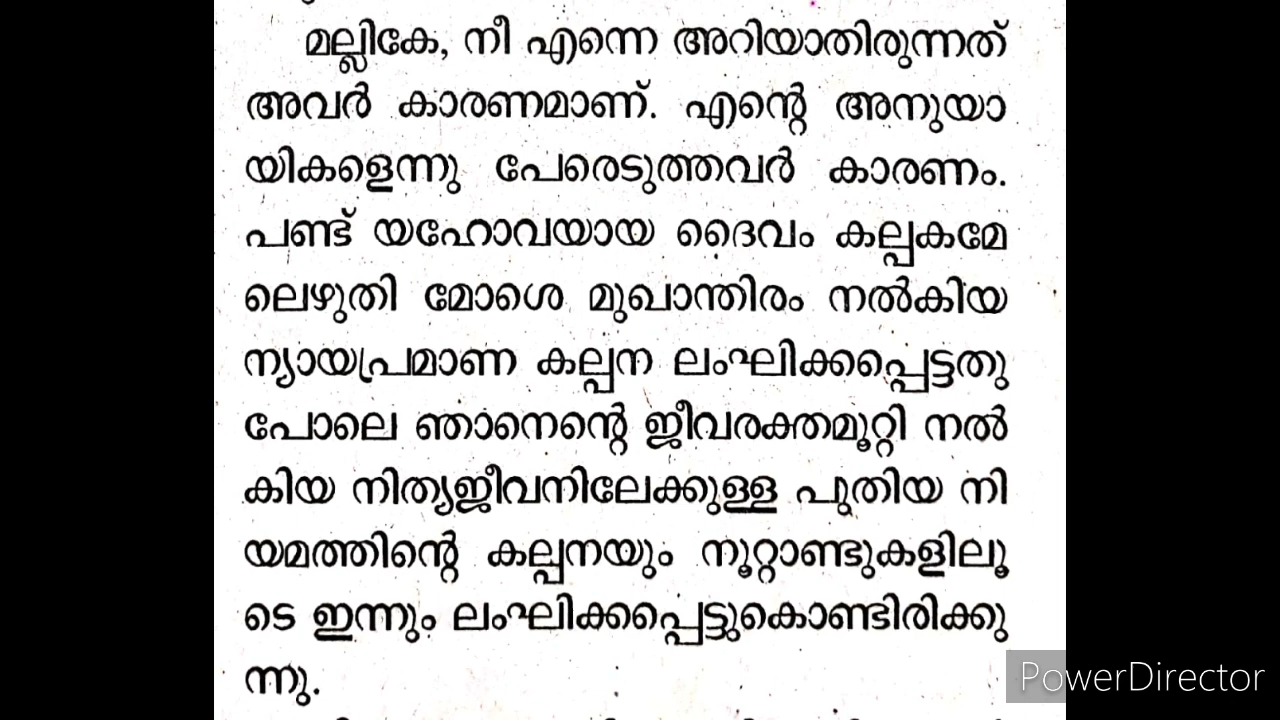 മല്ലികേ, നീ എന്നെ അറിയാതിരുന്നത്
അവർ കാരണമാണ്. എന്റെ അനുയാ
യികളെന്നു പേരെടുത്തവർ കാരണം.
പണ്ട് യഹോവയായ ദൈവം കല്പകമേ
ലെഴുതി മോശെ മുഖാന്തിരം നൽകിയ
ന്യായപ്രമാണ കല്പന ലംഘിക്കപ്പെട്ടതു
പോലെ ഞാനെന്റെ ജീവരക്തമൂറ്റി നൽ
കിയ നിത്യജീവനിലേക്കുള്ള പുതിയ നി
യമത്തിന്റെ കല്പനയും നൂറ്റാണ്ടുകളിലൂ
ടെ ഇന്നും ലംഘിക്കപ്പെട്ടുകൊണ്ടിരിക്കു
ന്നു.
PowerDirector